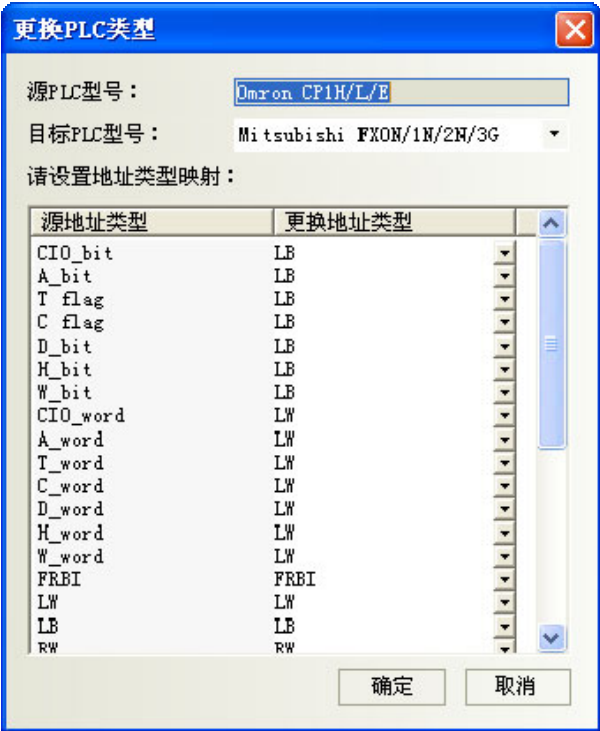 更换PLC类型
源PLC型号： Omron CP1H/L/E
目标PLC型号： Mitsubishi FX0N/1N/2N/3G
请设置地址类型映射：
源地址类型 更换地址类型
CIO_bit LB
A_bit LB
T flag LB
C flag LB
D_bit LB
H_bit LB
W_bit LB
CIO_word LW
A_word LW
T_word LW
C_word LW
D_word LW
H_word LW
W_word LW
FRBI FRBI
LW LW
LB LB
RW RW
确定 取消